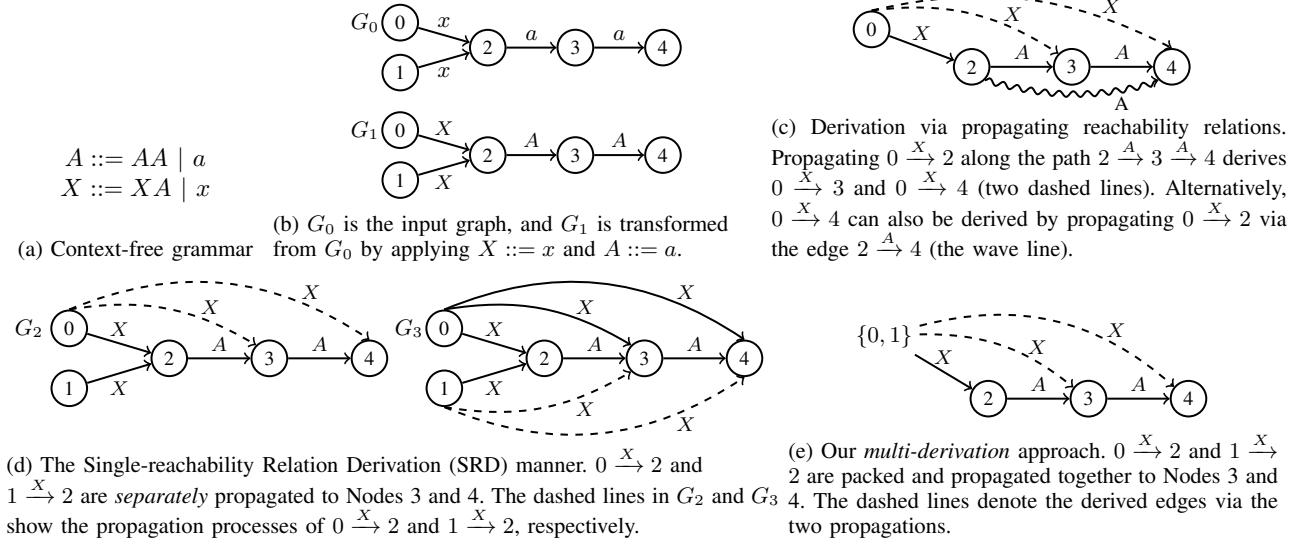 A ::= AA | a
X ::= XA | x
(a) Context-free grammar
G₀ 0 x 2 a 3 a 4
1 x
G₁ 0 X 2 A 3 A 4
1 X
(b) G₀ is the input graph, and G₁ is transformed
from G₀ by applying X ::= x and A ::= a.
0 X X X
2 A 3 A 4
A
(c) Derivation via propagating reachability relations.
Propagating 0 —X→ 2 along the path 2 —A→ 3 —A→ 4 derives
0 —X→ 3 and 0 —X→ 4 (two dashed lines). Alternatively,
0 —X→ 4 can also be derived by propagating 0 —X→ 2 via
the edge 2 —A→ 4 (the wave line).
G₂ 0 X X X
2 A 3 A 4
1 X
G₃ 0 X X X
2 A 3 A 4
1 X X X
(d) The Single-reachability Relation Derivation (SRD) manner. 0 —X→ 2 and
1 —X→ 2 are separately propagated to Nodes 3 and 4. The dashed lines in G₂ and G₃
show the propagation processes of 0 —X→ 2 and 1 —X→ 2, respectively.
{0, 1} X X X
2 A 3 A 4
(e) Our multi-derivation approach. 0 —X→ 2 and 1 —X→
2 are packed and propagated together to Nodes 3 and
4. The dashed lines denote the derived edges via the
two propagations.